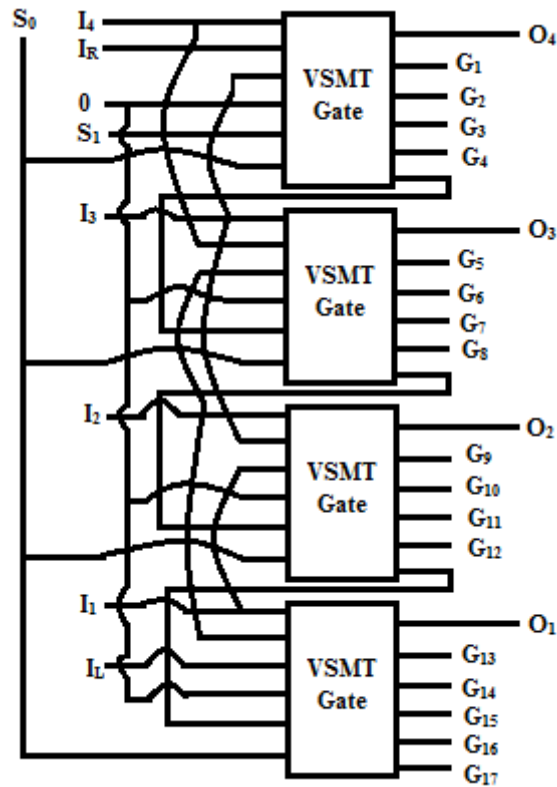 S₀
I₄
I_R
0
S₁
VSMT
Gate
O₄
G₁
G₂
G₃
G₄
I₃
VSMT
Gate
O₃
G₅
G₆
G₇
G₈
I₂
VSMT
Gate
O₂
G₉
G₁₀
G₁₁
G₁₂
I₁
I_L
VSMT
Gate
O₁
G₁₃
G₁₄
G₁₅
G₁₆
G₁₇